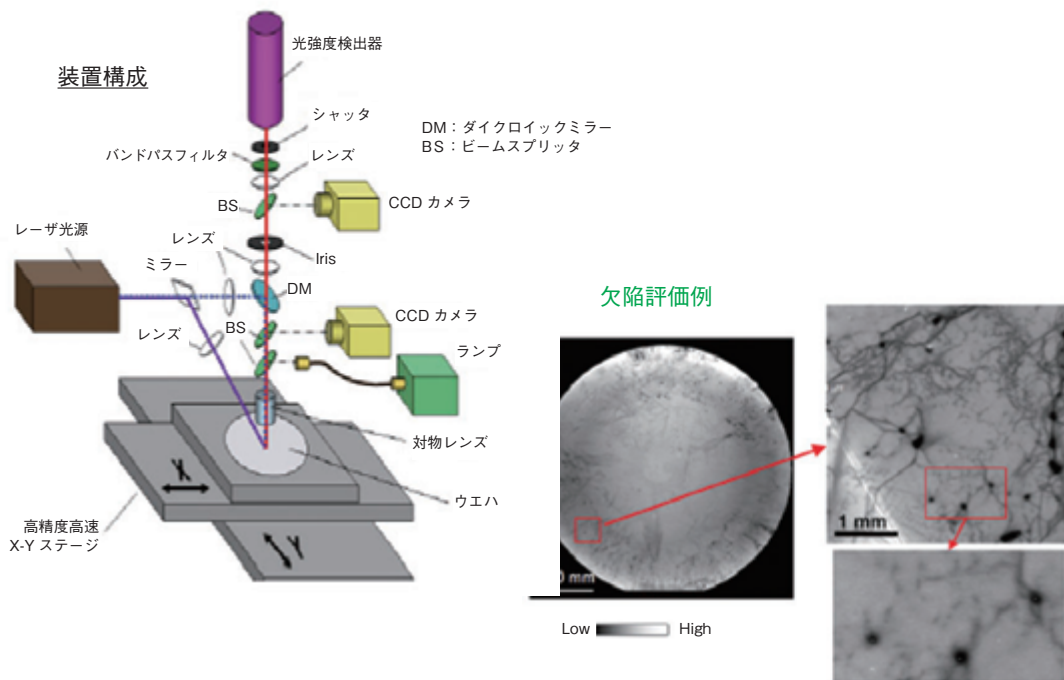 装置構成
光強度検出器
シャッタ
バンドパスフィルタ
レンズ
DM：ダイクロイックミラー
BS：ビームスプリッタ
BS
CCD カメラ
レーザ光源
レンズ
Iris
ミラー
DM
CCD カメラ
レンズ
BS
ランプ
対物レンズ
ウエハ
X
Y
高精度高速
X-Y ステージ
欠陥評価例
mm
Low
High
1 mm